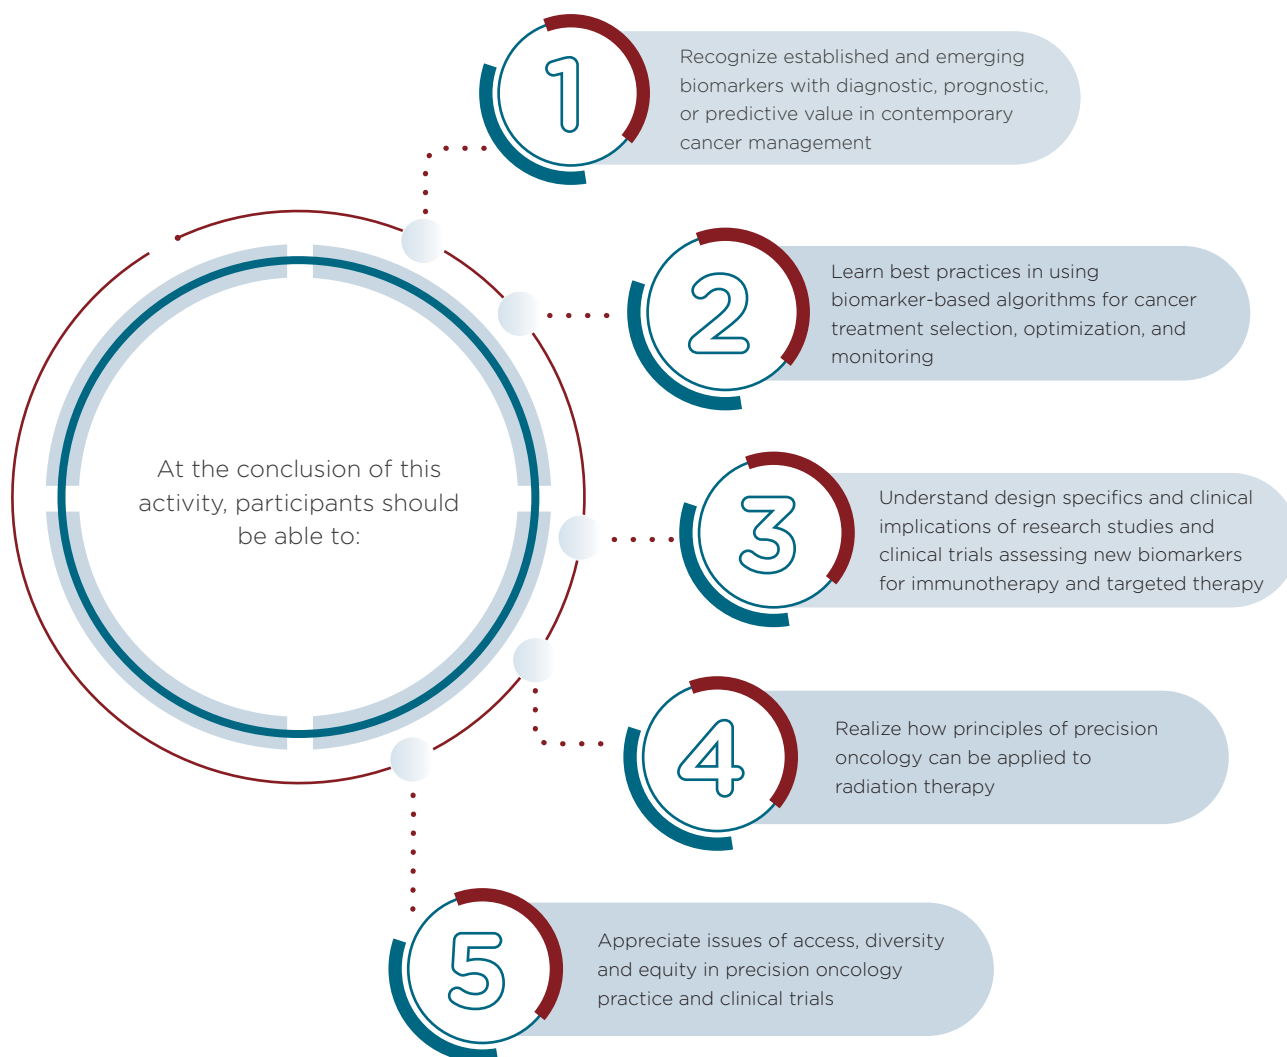 At the conclusion of this
activity, participants should
be able to:
1
Recognize established and emerging
biomarkers with diagnostic, prognostic,
or predictive value in contemporary
cancer management
2
Learn best practices in using
biomarker-based algorithms for cancer
treatment selection, optimization, and
monitoring
3
Understand design specifics and clinical
implications of research studies and
clinical trials assessing new biomarkers
for immunotherapy and targeted therapy
4
Realize how principles of precision
oncology can be applied to
radiation therapy
5
Appreciate issues of access, diversity
and equity in precision oncology
practice and clinical trials